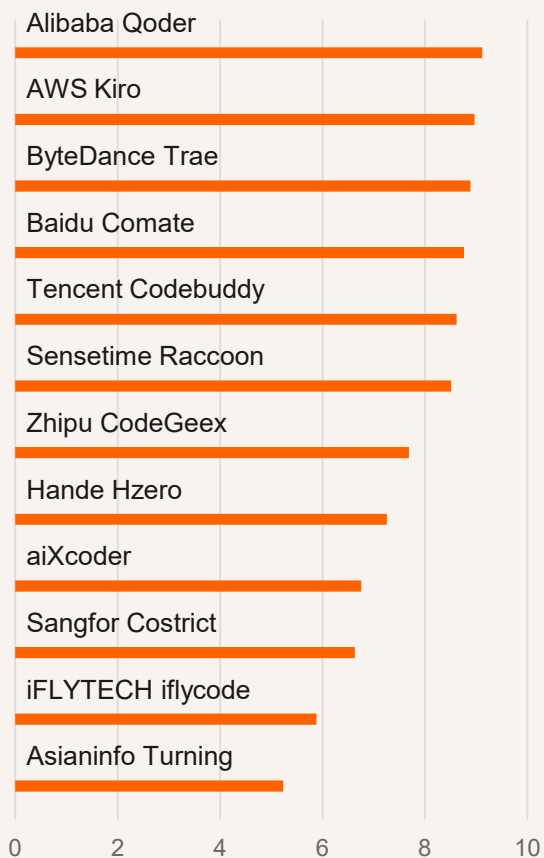 Alibaba Qoder
AWS Kiro
ByteDance Trae
Baidu Comate
Tencent Codebuddy
Sensetime Raccoon
Zhipu CodeGeex
Hande Hzero
aiXcoder
Sangfor Costrict
iFLYTECH iflycode
Asianinfo Turning
0 2 4 6 8 10